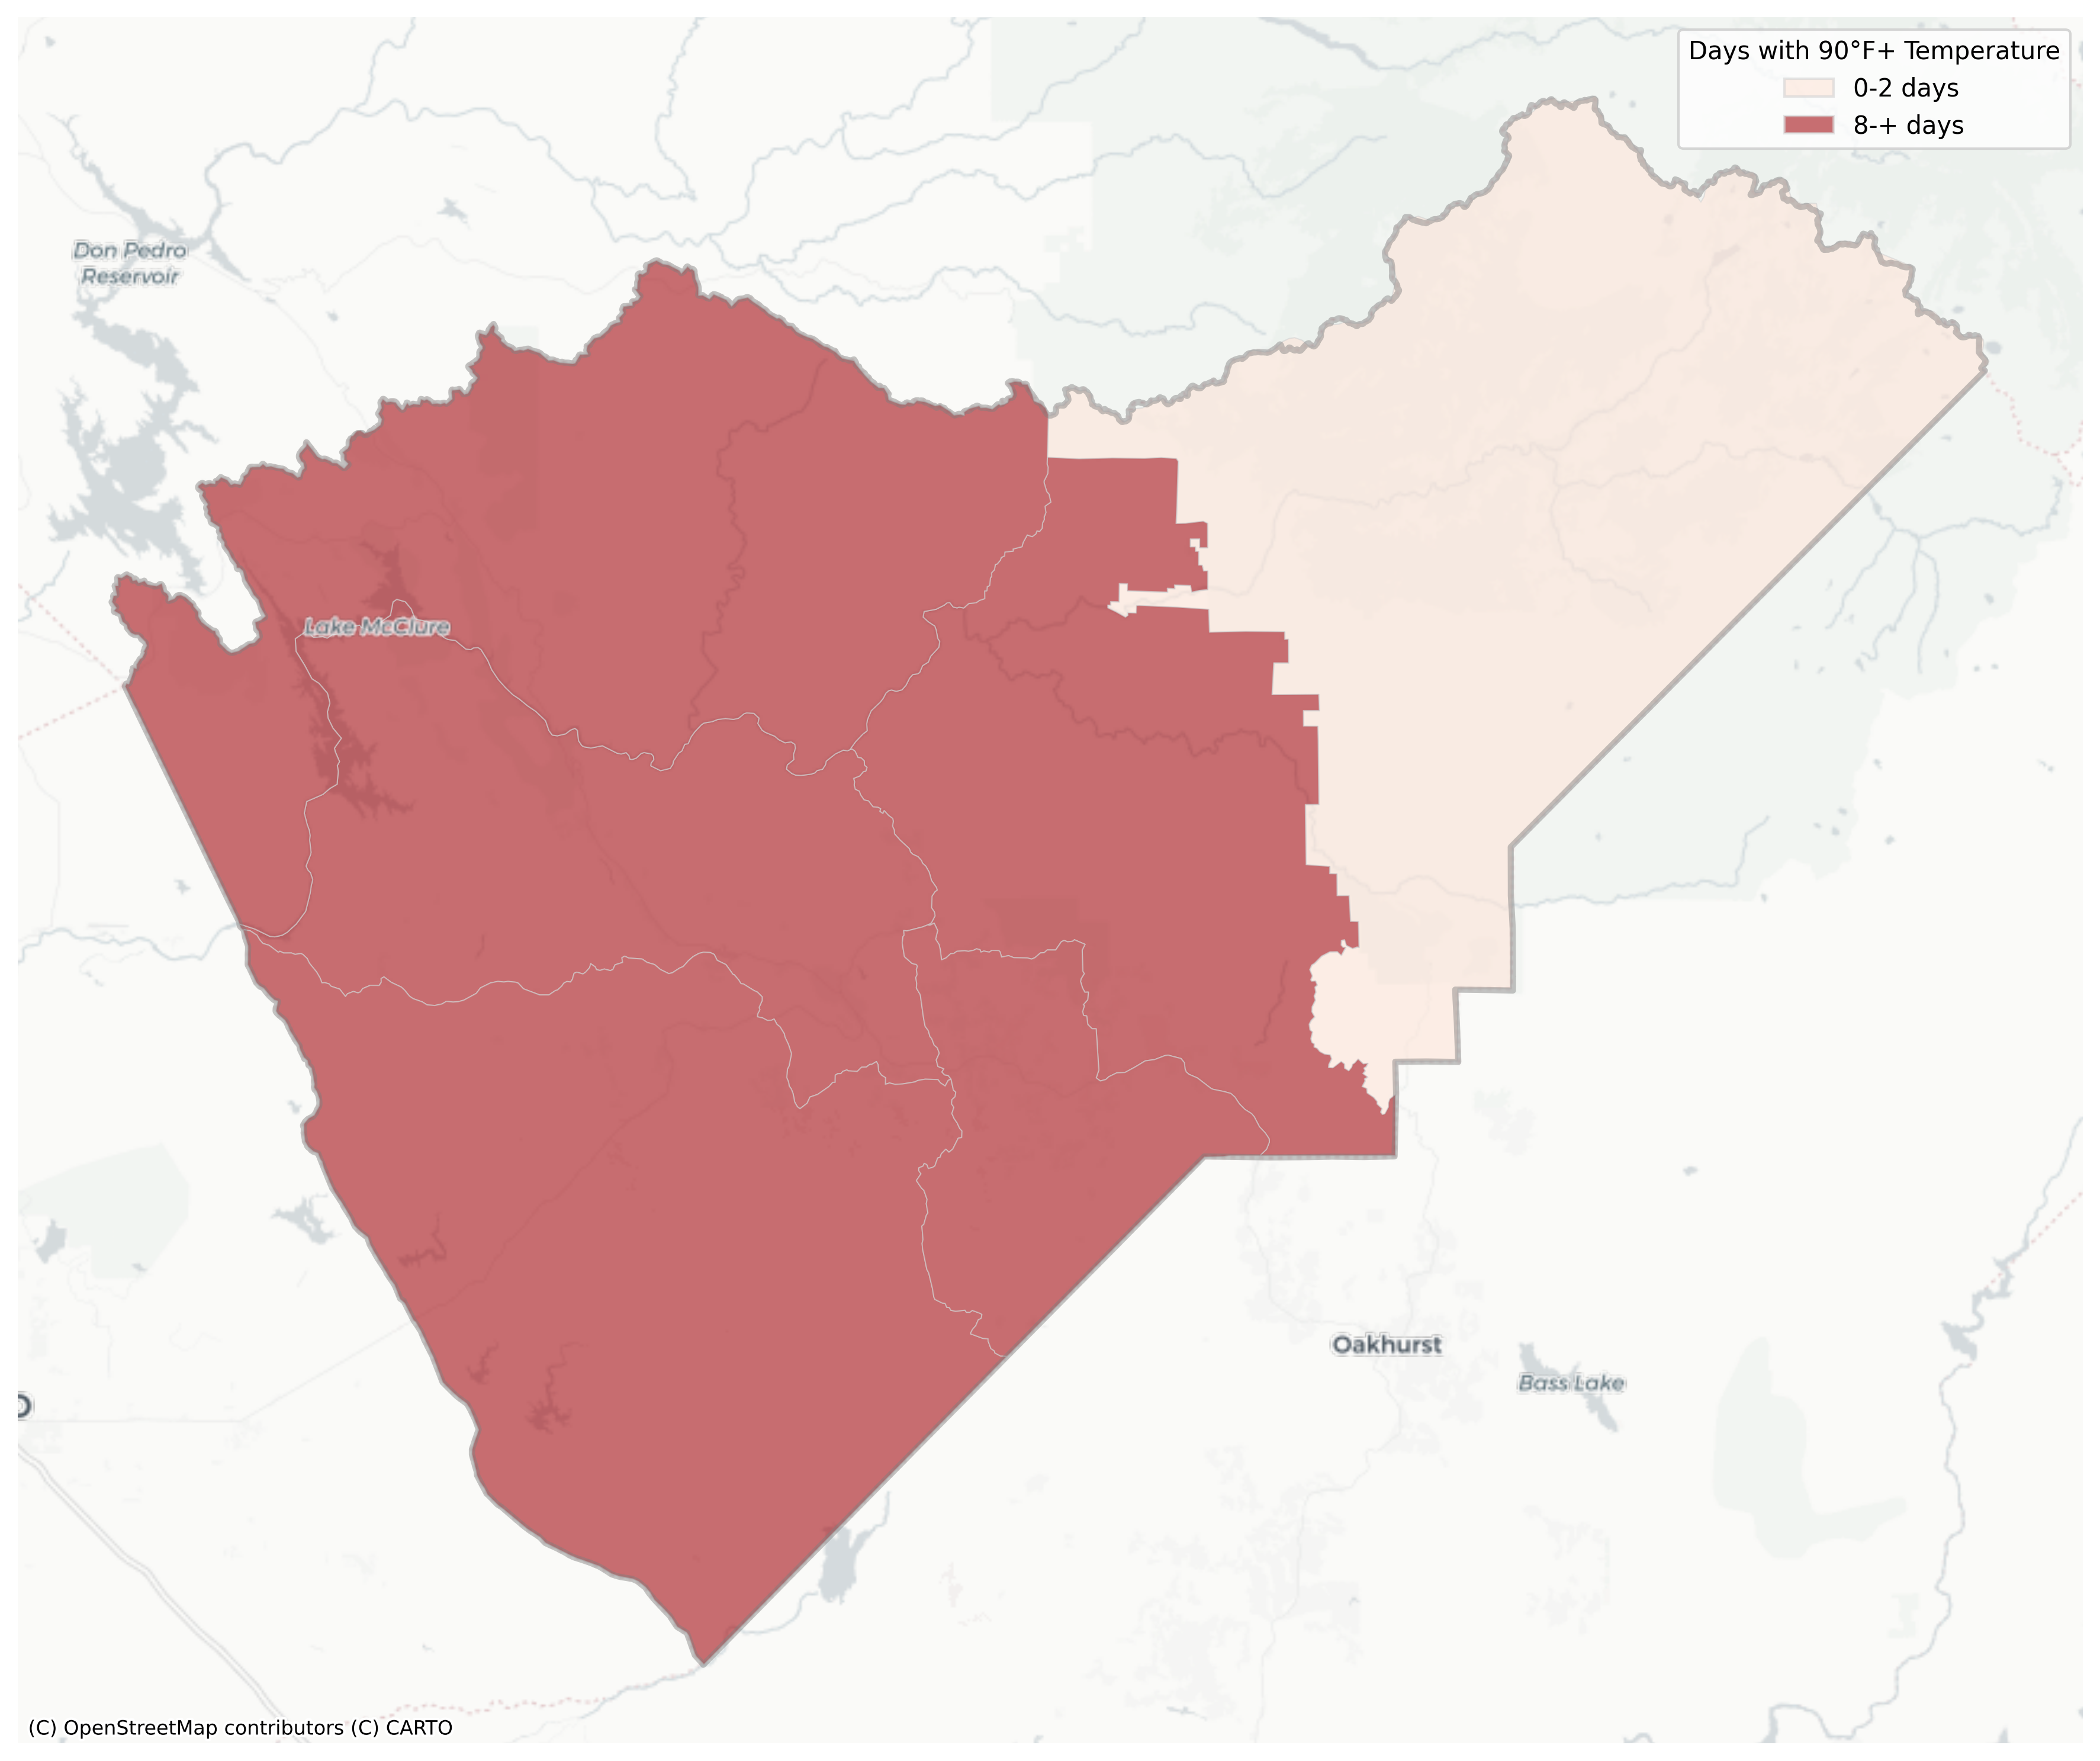 Days with 90°F+ Temperature
0-2 days
8-+ days
Don Pedro
Reservoir
Lake McClure
Oakhurst
Bass Lake
(C) OpenStreetMap contributors (C) CARTO